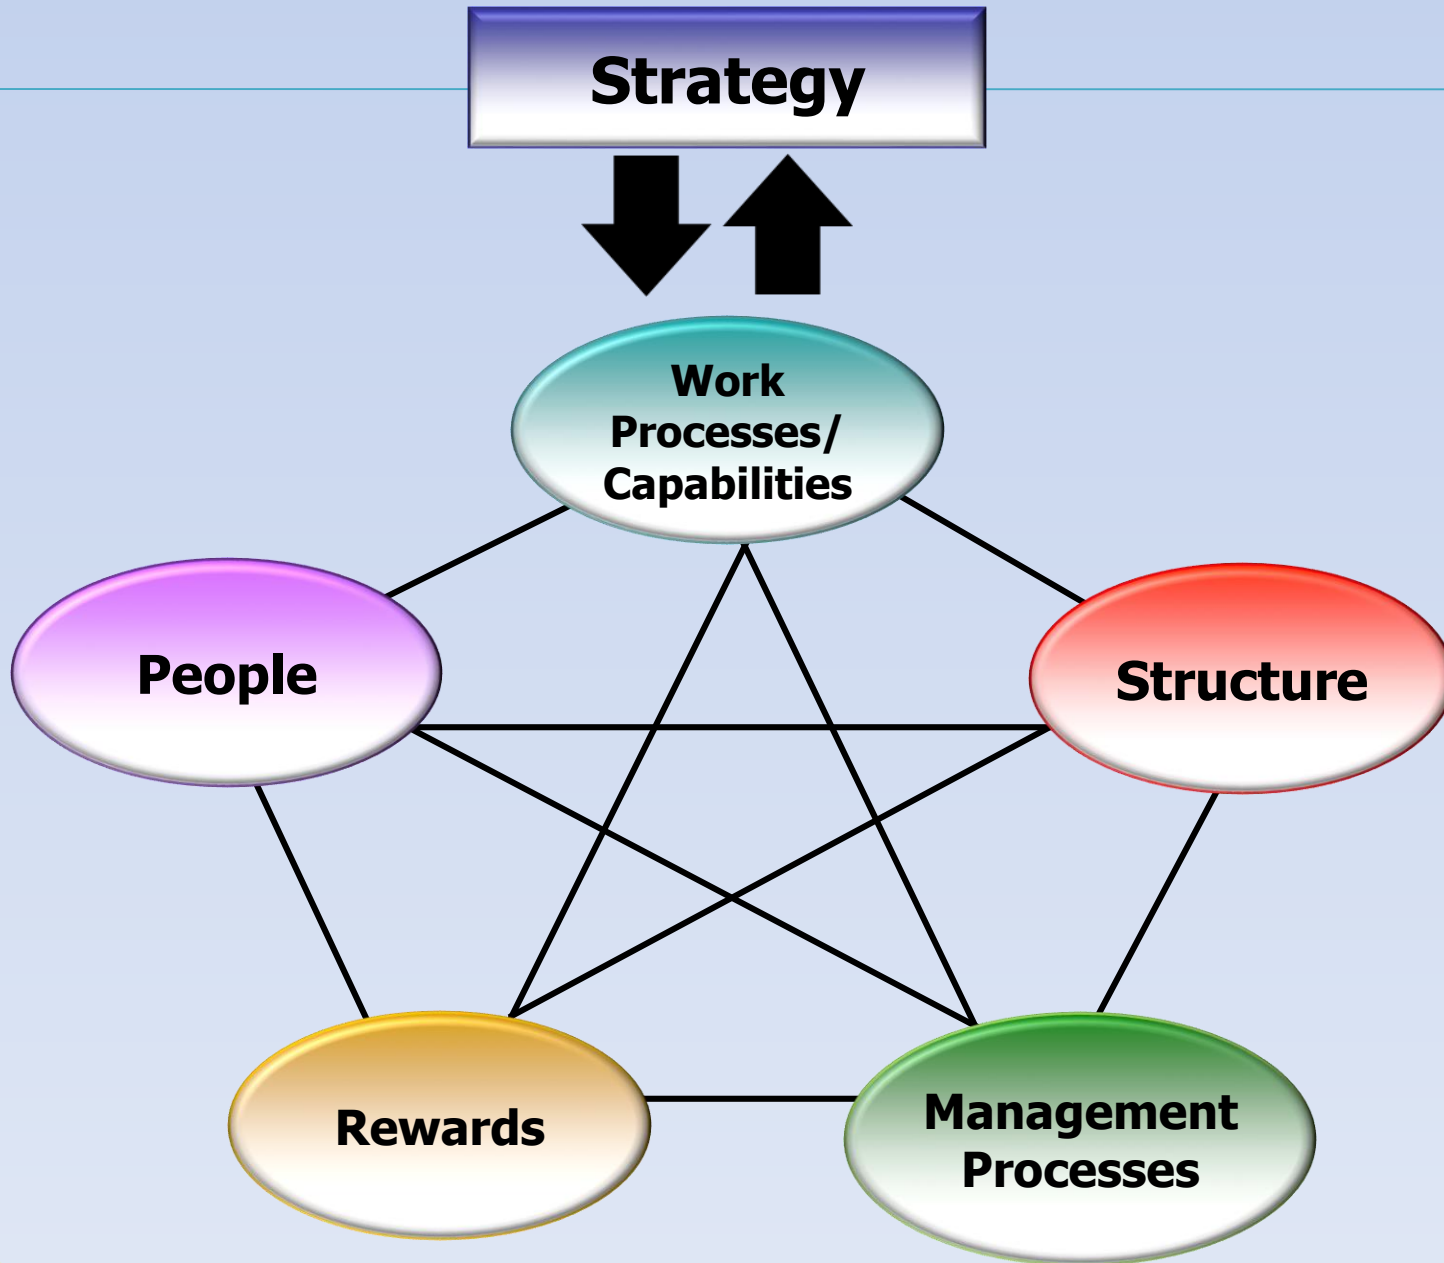 Strategy
Work
Processes/
Capabilities
People
Structure
Rewards
Management
Processes